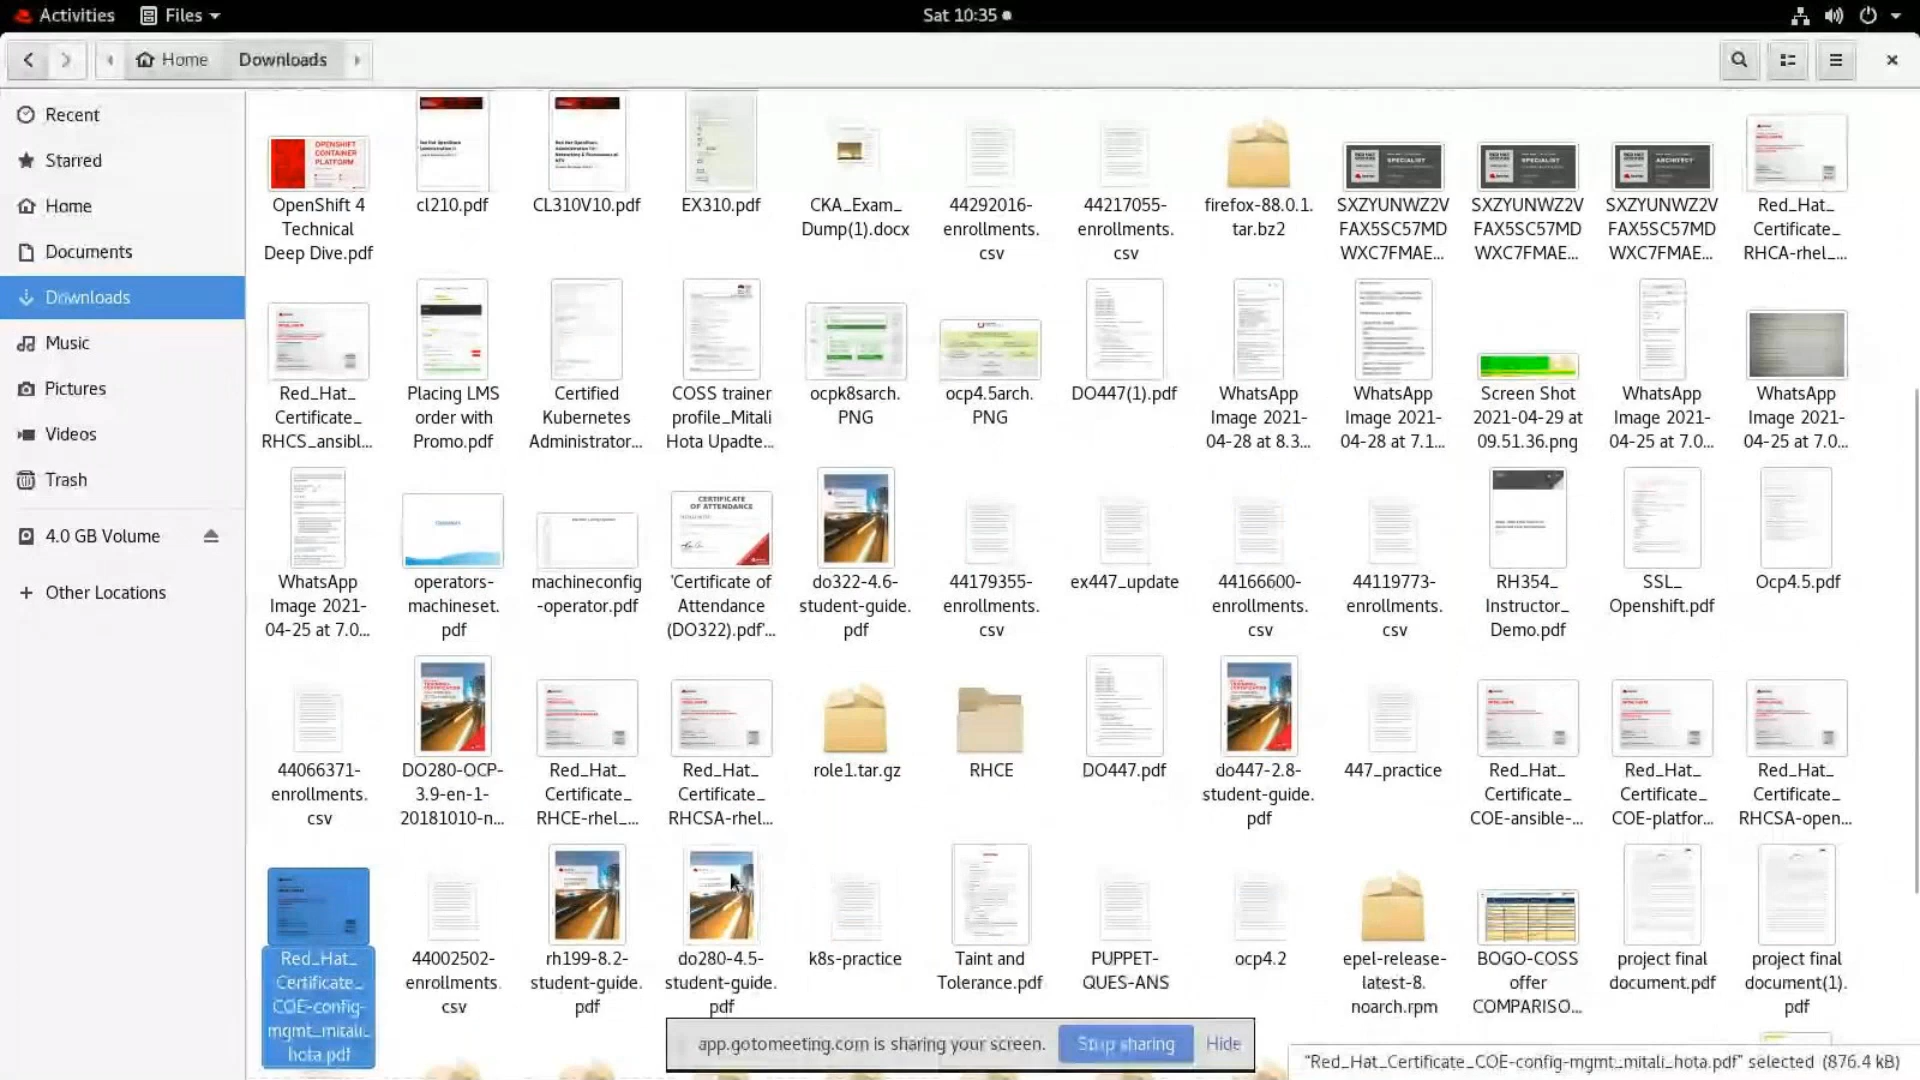 Activities Files Sat 10:35
Home Downloads
Recent
Starred
Home
Documents
Downloads
Music
Pictures
Videos
Trash
4.0 GB Volume
Other Locations
OPENSHIFT
CONTAINER
PLATFORM
SPECIALIST SPECIALIST ARCHITECT
OpenShift 4 cl210.pdf CL310V10.pdf EX310.pdf CKA_Exam_ 44292016- 44217055- firefox-88.0.1. SXZYUNWZ2V SXZYUNWZ2V SXZYUNWZ2V Red_Hat_
Technical Dump(1).docx enrollments. enrollments. tar.bz2 FAX5SC57MD FAX5SC57MD FAX5SC57MD Certificate_
Deep Dive.pdf csv csv WXC7FMAE... WXC7FMAE... WXC7FMAE... RHCA-rhel_...
Red_Hat_ Placing LMS Certified COSS trainer ocpk8sarch. ocp4.5arch. DO447(1).pdf WhatsApp WhatsApp Screen Shot WhatsApp WhatsApp
Certificate_ order with Kubernetes profile_Mitali PNG PNG Image 2021- Image 2021- 2021-04-29 at Image 2021- Image 2021-
RHCS_ansibl... Promo.pdf Administrator... Hota Upadte... 04-28 at 8.3... 04-28 at 7.1... 09.51.36.png 04-25 at 7.0... 04-25 at 7.0...
CERTIFICATE
OF ATTENDANCE
WhatsApp operators- machineconfig 'Certificate of do322-4.6- 44179355- ex447_update 44166600- 44119773- RH354_ SSL_ Ocp4.5.pdf
Image 2021- machineset. -operator.pdf Attendance student-guide. enrollments. enrollments. enrollments. Instructor_ Openshift.pdf
04-25 at 7.0... pdf (DO322).pdf'... pdf csv csv csv Demo.pdf
44066371- DO280-OCP- Red_Hat_ Red_Hat_ role1.tar.gz RHCE DO447.pdf do447-2.8- 447_practice Red_Hat_ Red_Hat_ Red_Hat_
enrollments. 3.9-en-1- Certificate_ Certificate_ student-guide. Certificate_ Certificate_ Certificate_
csv 20181010-n... RHCE-rhel_... RHCSA-rhel... pdf COE-ansible-... COE-platfor... RHCSA-open...
Red_Hat_ 44002502- rh199-8.2- do280-4.5- k8s-practice Taint and PUPPET- ocp4.2 epel-release- BOGO-COSS project final project final
Certificate_ enrollments. student-guide. student-guide. Tolerance.pdf QUES-ANS latest-8. offer document.pdf document(1).
COE-config- csv pdf pdf noarch.rpm COMPARISO... pdf
mgmt_mitali_
hota.pdf
app.gotomeeting.com is sharing your screen. Stop sharing Hide
"Red_Hat_Certificate_COE-config-mgmt_mitali_hota.pdf" selected (876.4 kB)